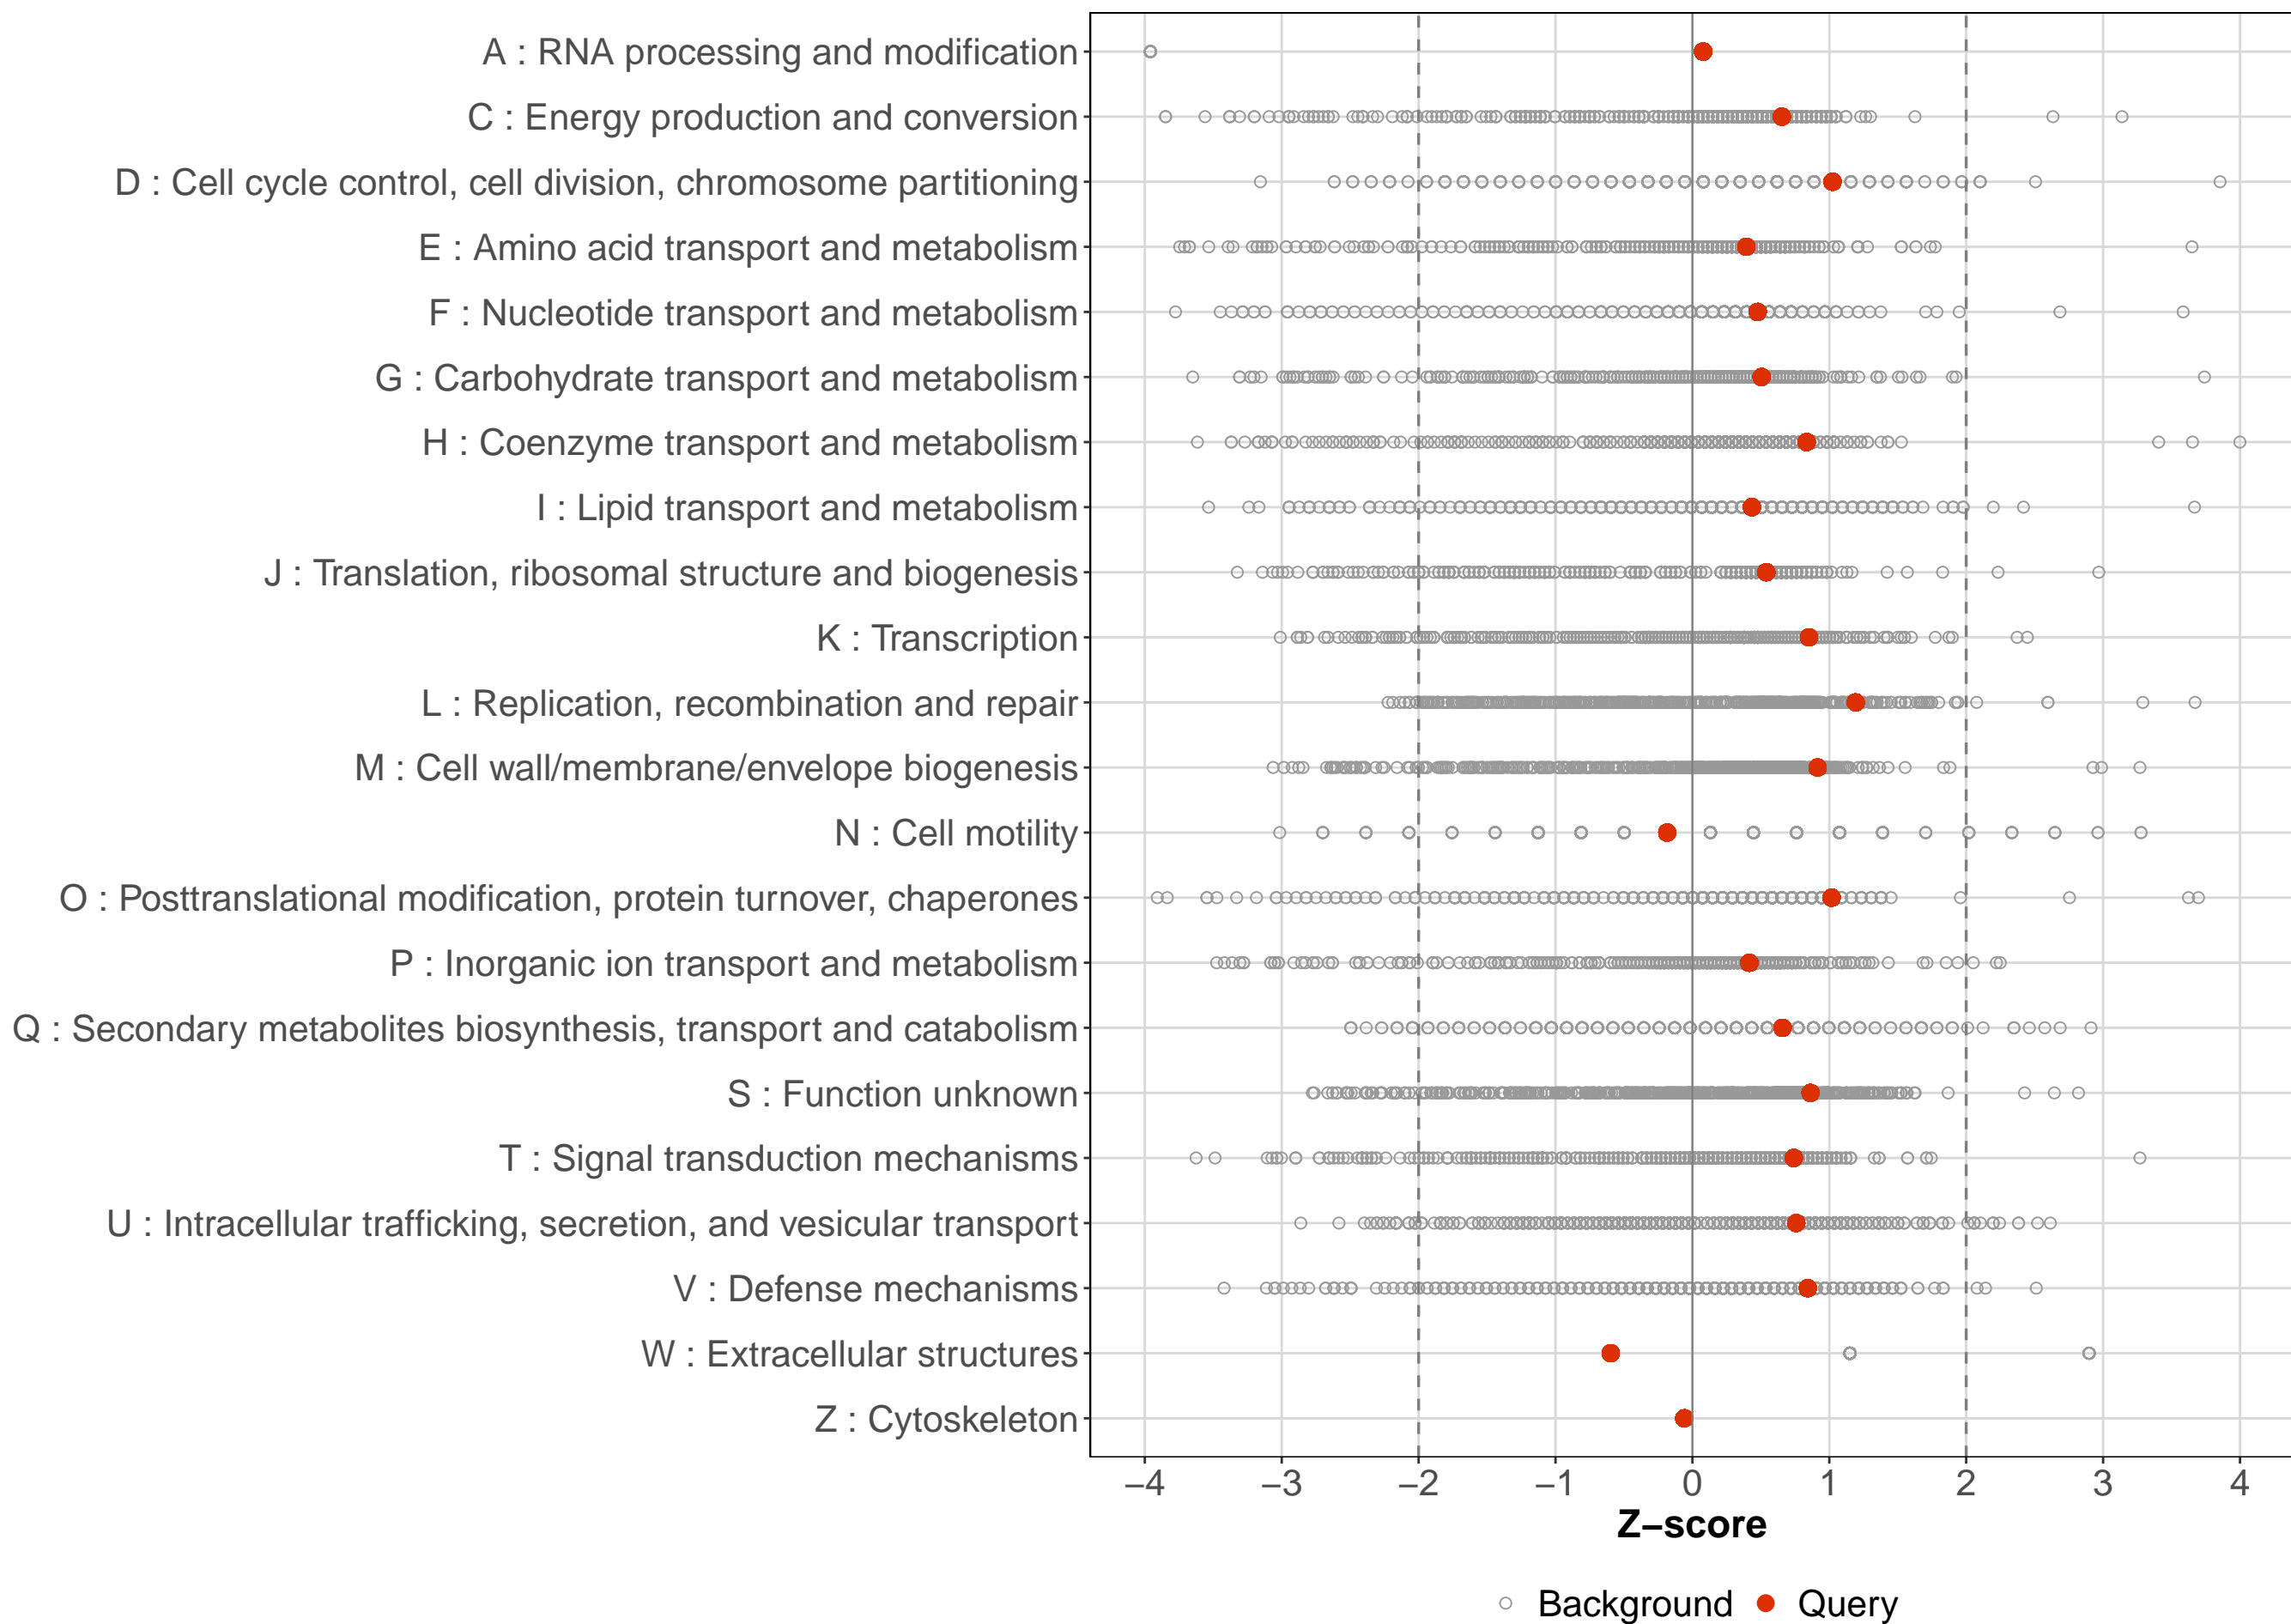 A : RNA processing and modification
C : Energy production and conversion
D : Cell cycle control, cell division, chromosome partitioning
E : Amino acid transport and metabolism
F : Nucleotide transport and metabolism
G : Carbohydrate transport and metabolism
H : Coenzyme transport and metabolism
I : Lipid transport and metabolism
J : Translation, ribosomal structure and biogenesis
K : Transcription
L : Replication, recombination and repair
M : Cell wall/membrane/envelope biogenesis
N : Cell motility
O : Posttranslational modification, protein turnover, chaperones
P : Inorganic ion transport and metabolism
Q : Secondary metabolites biosynthesis, transport and catabolism
S : Function unknown
T : Signal transduction mechanisms
U : Intracellular trafficking, secretion, and vesicular transport
V : Defense mechanisms
W : Extracellular structures
Z : Cytoskeleton
−4 −3 −2 −1 0 1 2 3 4
Z−score
Background Query